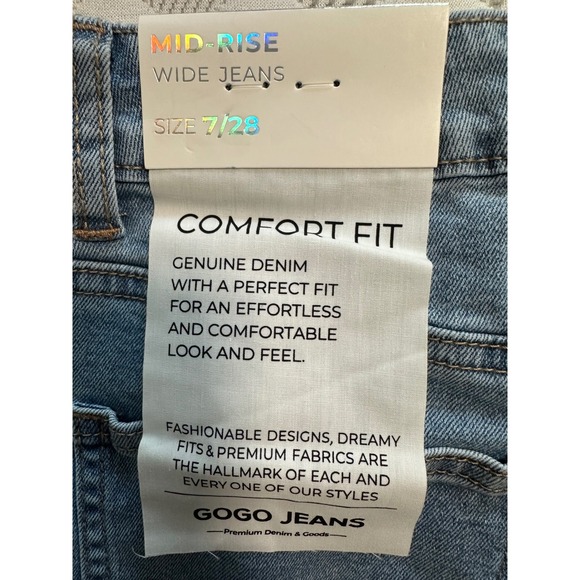 MID-RISE
WIDE JEANS
SIZE 7/28
COMFORT FIT
GENUINE DENIM
WITH A PERFECT FIT
FOR AN EFFORTLESS
AND COMFORTABLE
LOOK AND FEEL.
FASHIONABLE DESIGNS, DREAMY
FITS & PREMIUM FABRICS ARE
THE HALLMARK OF EACH AND
EVERY ONE OF OUR STYLES
GOGO JEANS
Premium Denim & Goods